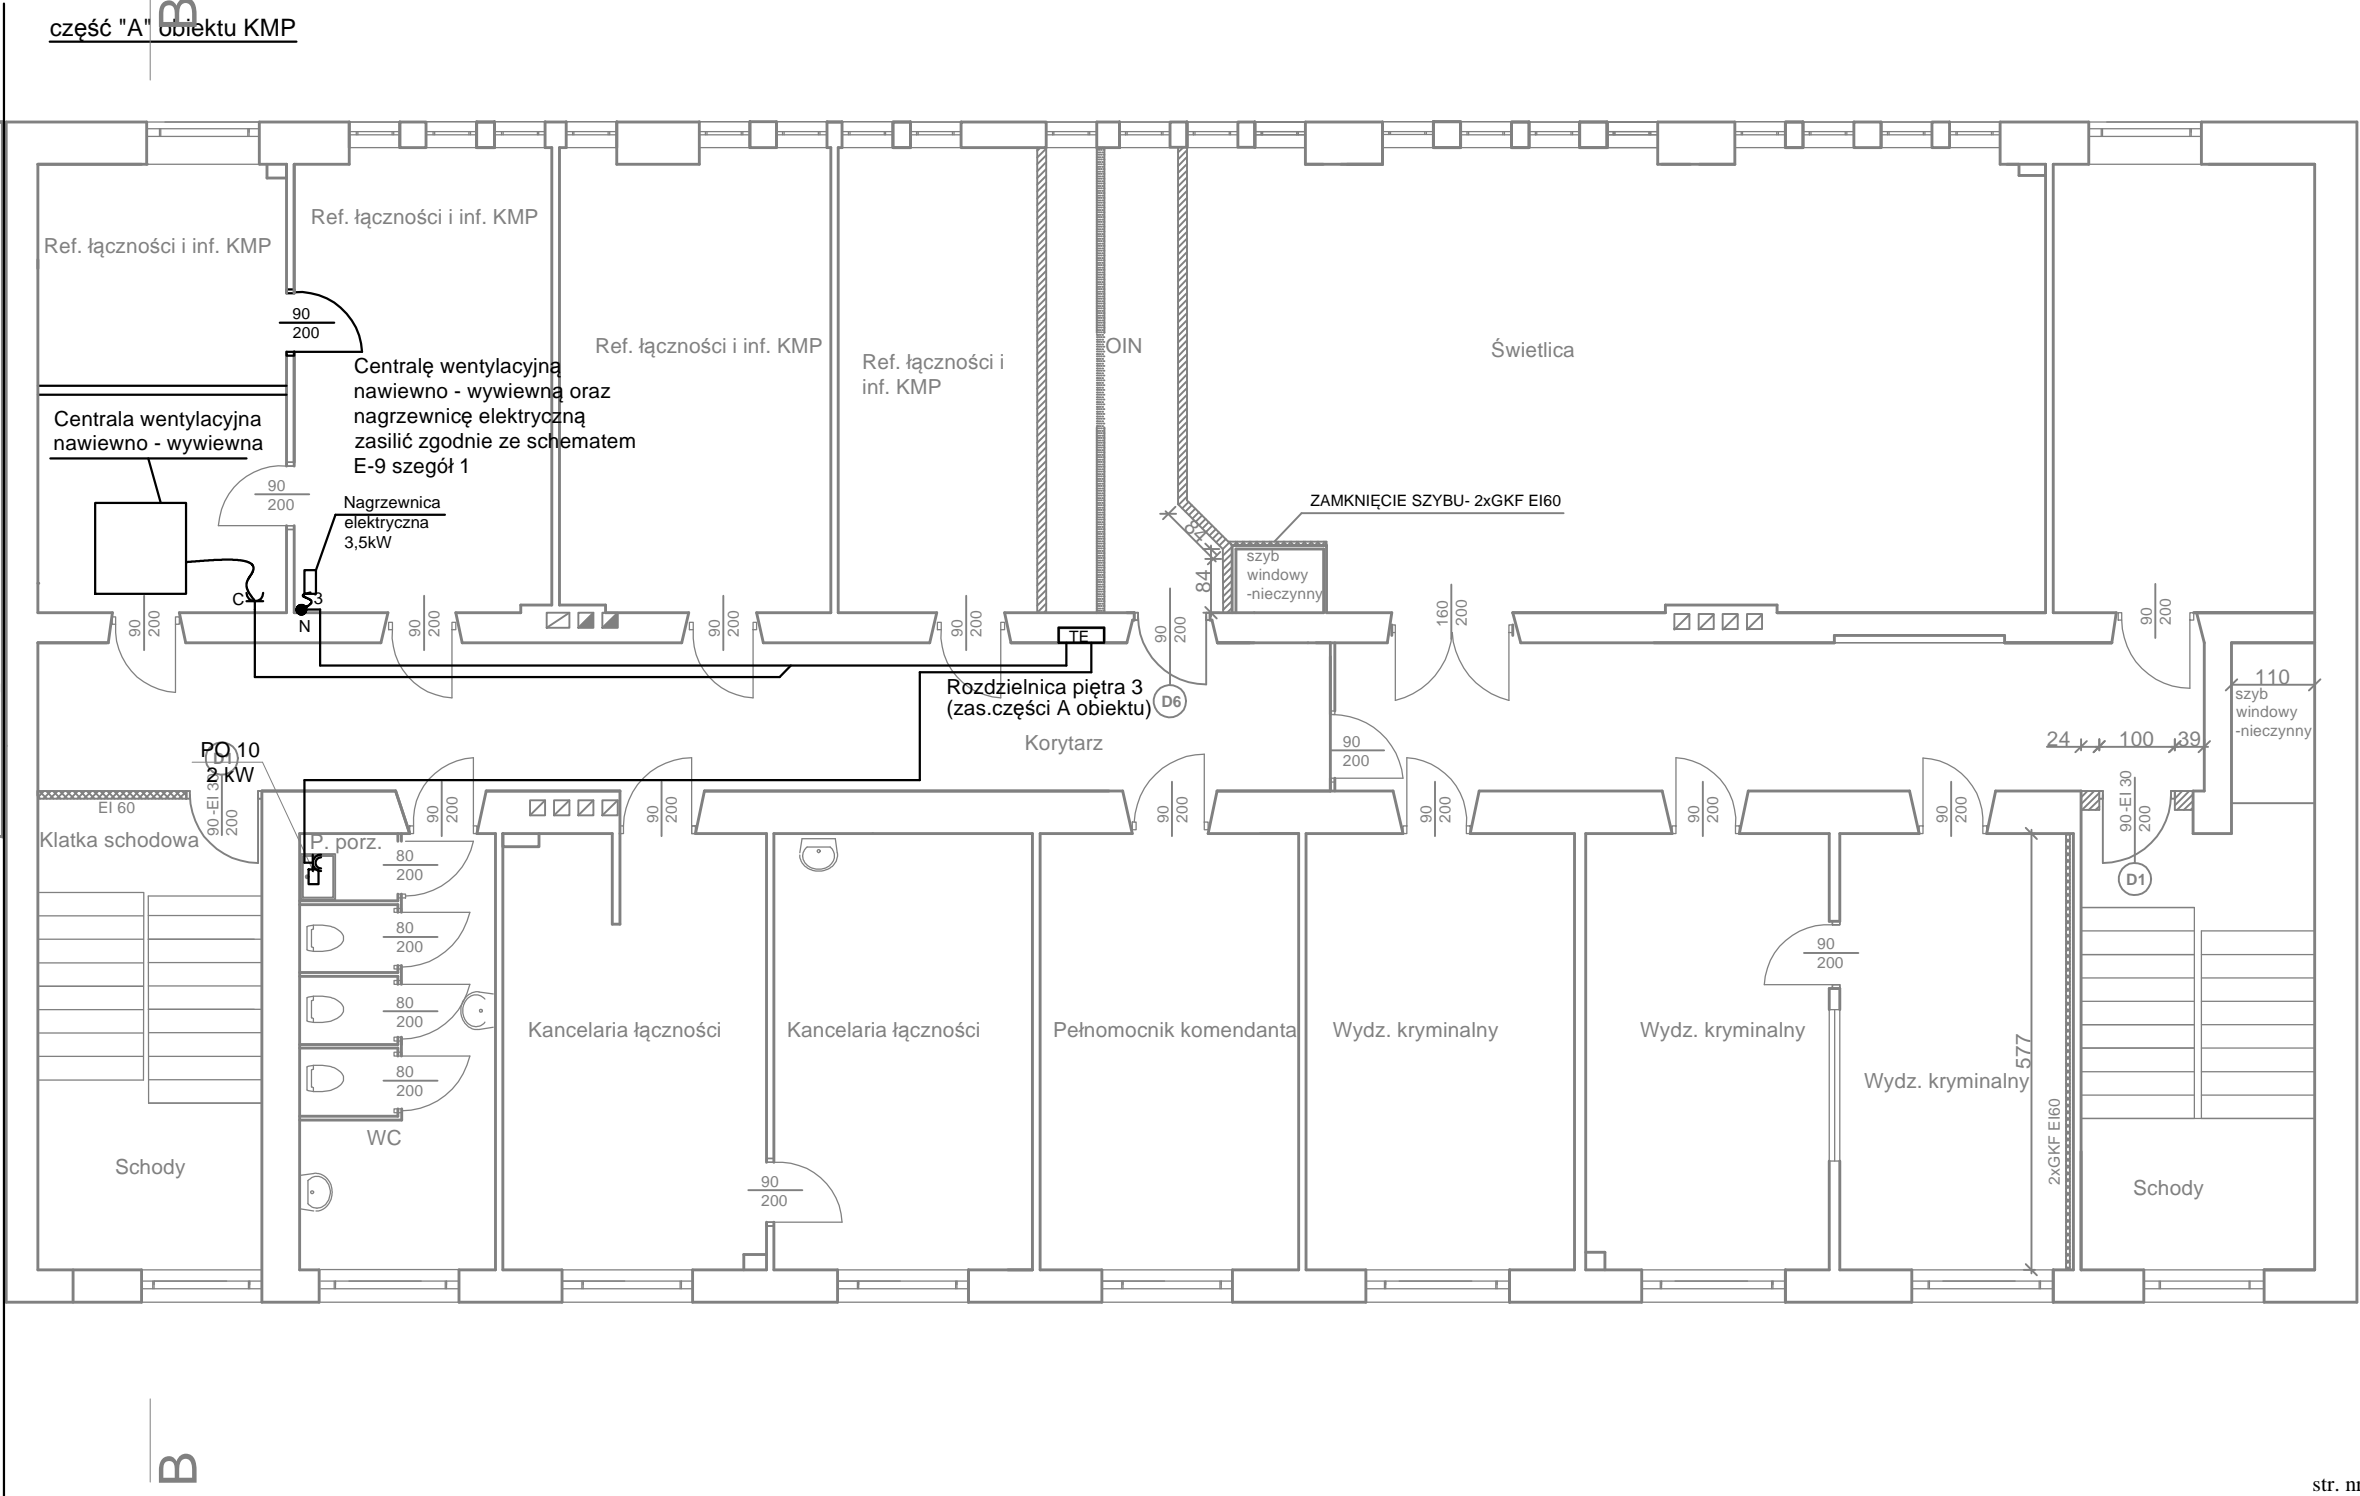 B
część "A" obiektu KMP
Ref. łączności i inf. KMP
Ref. łączności i inf. KMP
Ref. łączności i inf. KMP
Ref. łączności i
inf. KMP
OIN
Świetlica
90
200
Centralę wentylacyjną
nawiewno - wywiewną oraz
nagrzewnicę elektryczną
zasilić zgodnie ze schematem
E-9 szegół 1
Centrala wentylacyjna
nawiewno - wywiewna
90
200
Nagrzewnica
elektryczna
3,5kW
ZAMKNIĘCIE SZYBU- 2xGKF EI60
84
84
szyb
windowy
-nieczynny
N
TE
90
200
90
200
90
200
90
200
90
200
160
200
90
200
Rozdzielnica piętra 3
(zas.części A obiektu)
D6
Korytarz
90
200
110
szyb
windowy
-nieczynny
24
100
39
PO 10
2 kW
D1
EI 60
90-EI 30
200
Klatka schodowa
P. porz.
90
200
90
200
90
200
90
200
90
200
90
200
90-EI 30
200
D1
80
200
80
200
80
200
80
200
90
200
Kancelaria łączności
Kancelaria łączności
Pełnomocnik komendanta
Wydz. kryminalny
Wydz. kryminalny
Wydz. kryminalny
577
2xGKF EI60
WC
Schody
90
200
Schody
B